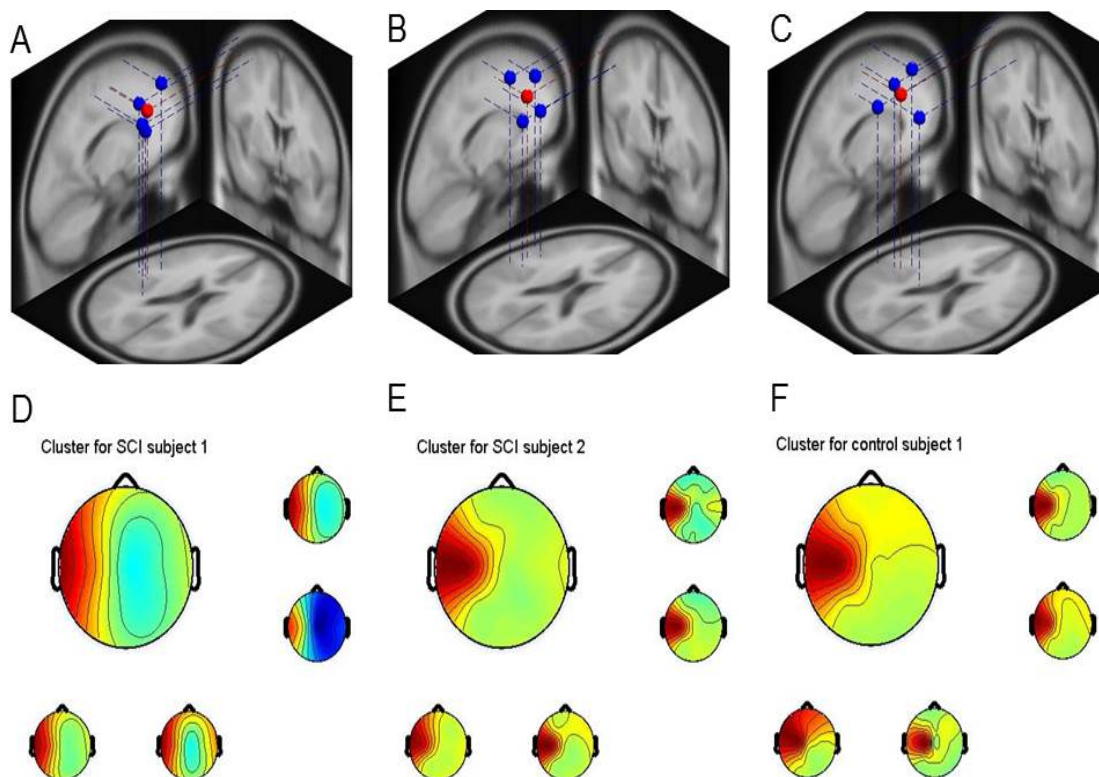 A
B
C
D
E
F
Cluster for SCI subject 1
Cluster for SCI subject 2
Cluster for control subject 1